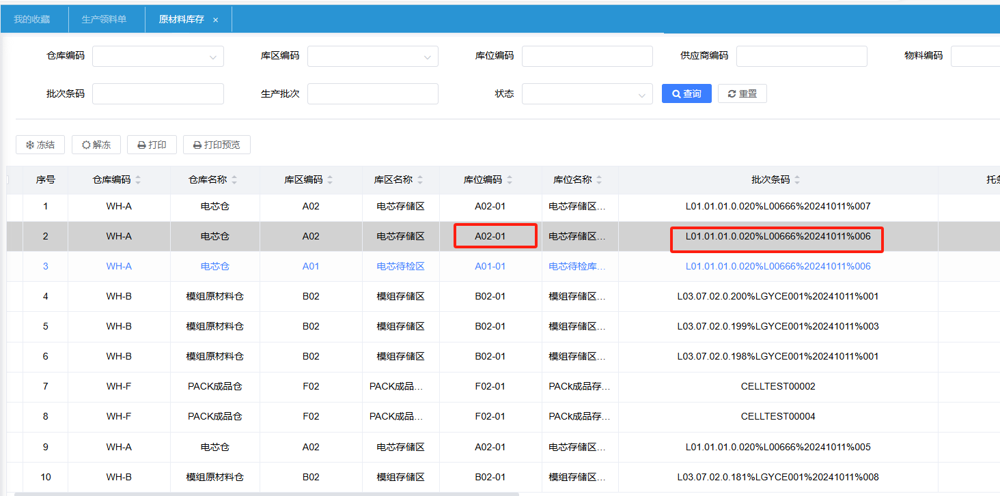 我的收藏 生产领料单 原材料库存 ×
仓库编码 库区编码 库位编码 供应商编码 物料编码
批次条码 生产批次 状态 查询 重置
冻结 解冻 打印 打印预览
序号 仓库编码 仓库名称 库区编码 库区名称 库位编码 库位名称 批次条码 托
1 WH-A 电芯仓 A02 电芯存储区 A02-01 电芯存储区... L01.01.01.0.020%L00666%20241011%007
2 WH-A 电芯仓 A02 电芯存储区 A02-01 电芯存储区... L01.01.01.0.020%L00666%20241011%006
3 WH-A 电芯仓 A01 电芯待检区 A01-01 电芯待检库... L01.01.01.0.020%L00666%20241011%006
4 WH-B 模组原材料仓 B02 模组存储区 B02-01 模组存储区... L03.07.02.0.200%LGYCE001%20241011%001
5 WH-B 模组原材料仓 B02 模组存储区 B02-01 模组存储区... L03.07.02.0.199%LGYCE001%20241011%003
6 WH-B 模组原材料仓 B02 模组存储区 B02-01 模组存储区... L03.07.02.0.198%LGYCE001%20241011%001
7 WH-F PACK成品仓 F02 PACK成品... F02-01 PACk成品存... CELLTEST00002
8 WH-F PACK成品仓 F02 PACK成品... F02-01 PACk成品存... CELLTEST00004
9 WH-A 电芯仓 A02 电芯存储区 A02-01 电芯存储区... L01.01.01.0.020%L00666%20241011%005
10 WH-B 模组原材料仓 B02 模组存储区 B02-01 模组存储区... L03.07.02.0.181%LGYCE001%20241011%008